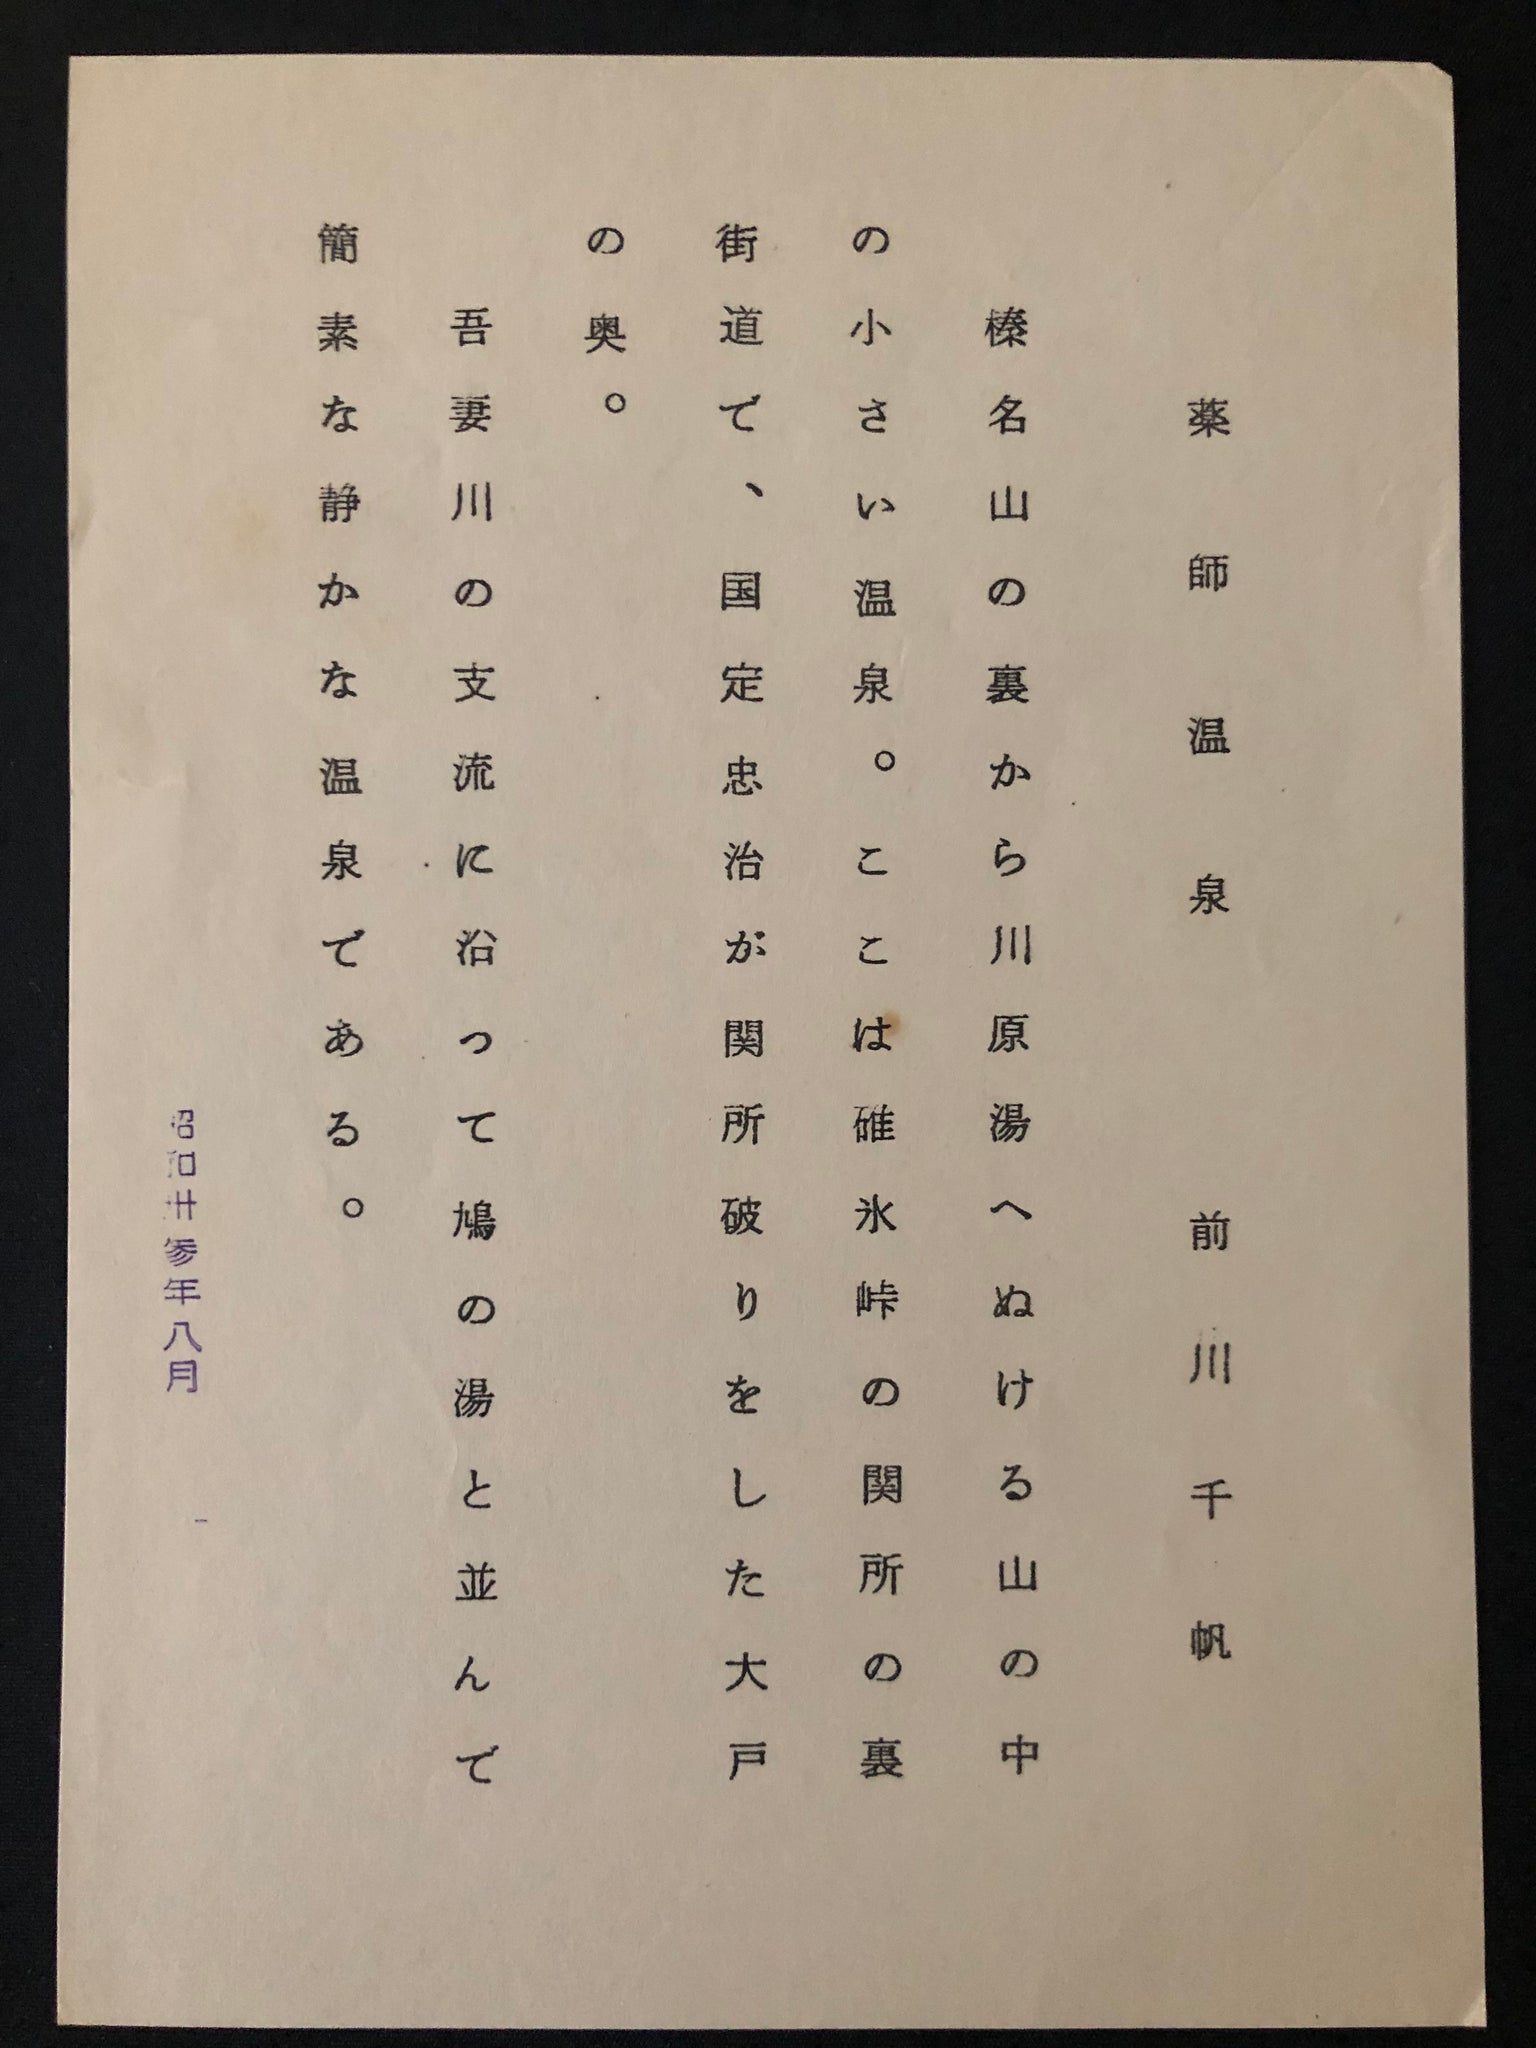 薬師温泉　前川千帆
榛名山の裏から川原湯へぬける山の中
の小さい温泉。ここは碓氷峠の関所の裏
街道で、国定忠治が関所破りをした大戸
の奥。
吾妻川の支流に沿って鳩の湯と並んで
簡素な静かな温泉である。
昭和卅参年八月